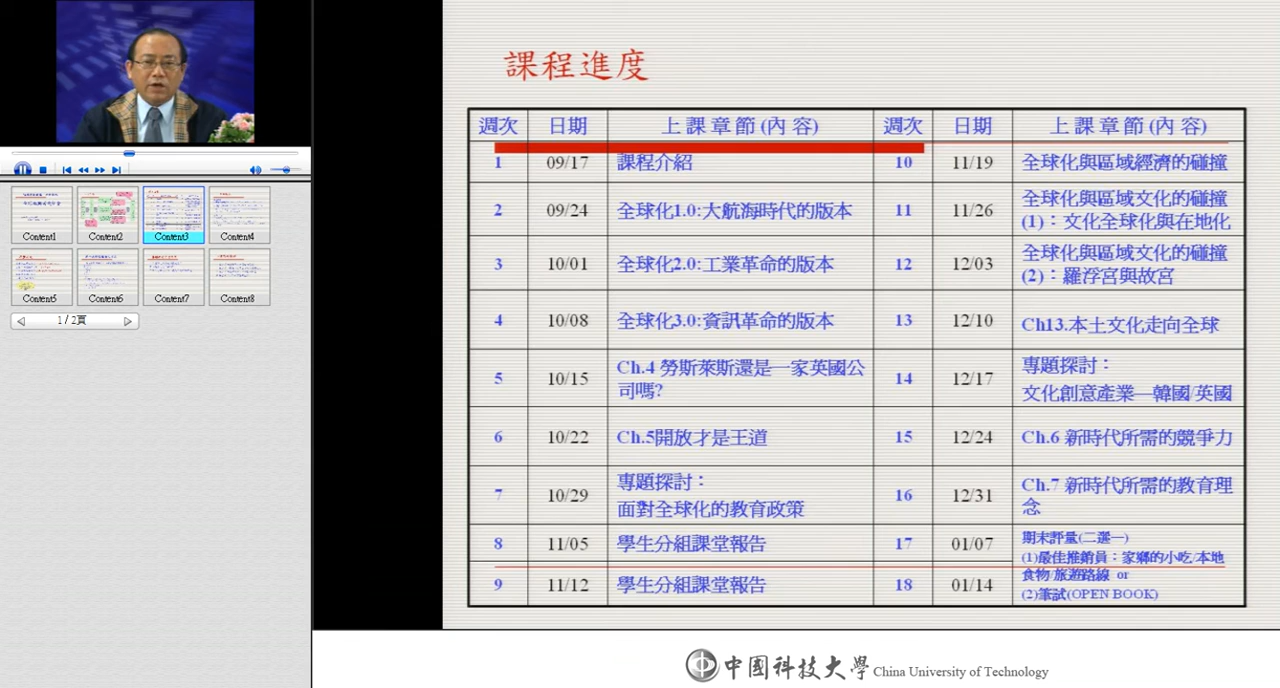 課程進度
週次 日期 上課章節(內容) 週次 日期 上課章節(內容)
1 09/17 課程介紹 10 11/19 全球化與區域經濟的碰撞
2 09/24 全球化1.0:大航海時代的版本 11 11/26 全球化與區域文化的碰撞
(1)：文化全球化與在地化
3 10/01 全球化2.0:工業革命的版本 12 12/03 全球化與區域文化的碰撞
(2)：羅浮宮與故宮
4 10/08 全球化3.0:資訊革命的版本 13 12/10 Ch13.本土文化走向全球
5 10/15 Ch.4 勞斯萊斯還是一家英國公
司嗎?
14 12/17 專題探討：
文化創意產業—韓國/英國
6 10/22 Ch.5開放才是王道 15 12/24 Ch.6 新時代所需的競爭力
7 10/29 專題探討：
面對全球化的教育政策
16 12/31 Ch.7 新時代所需的教育理
念
8 11/05 學生分組課堂報告 17 01/07 期末評量(二選一)
(1)最佳推銷員：家鄉的小吃/本地
9 11/12 學生分組課堂報告 18 01/14 食物/旅遊路線 or
(2)筆試(OPEN BOOK)
Content1 Content2 Content3 Content4
Content5 Content6 Content7 Content8
1 / 2頁
中國科技大學 China University of Technology